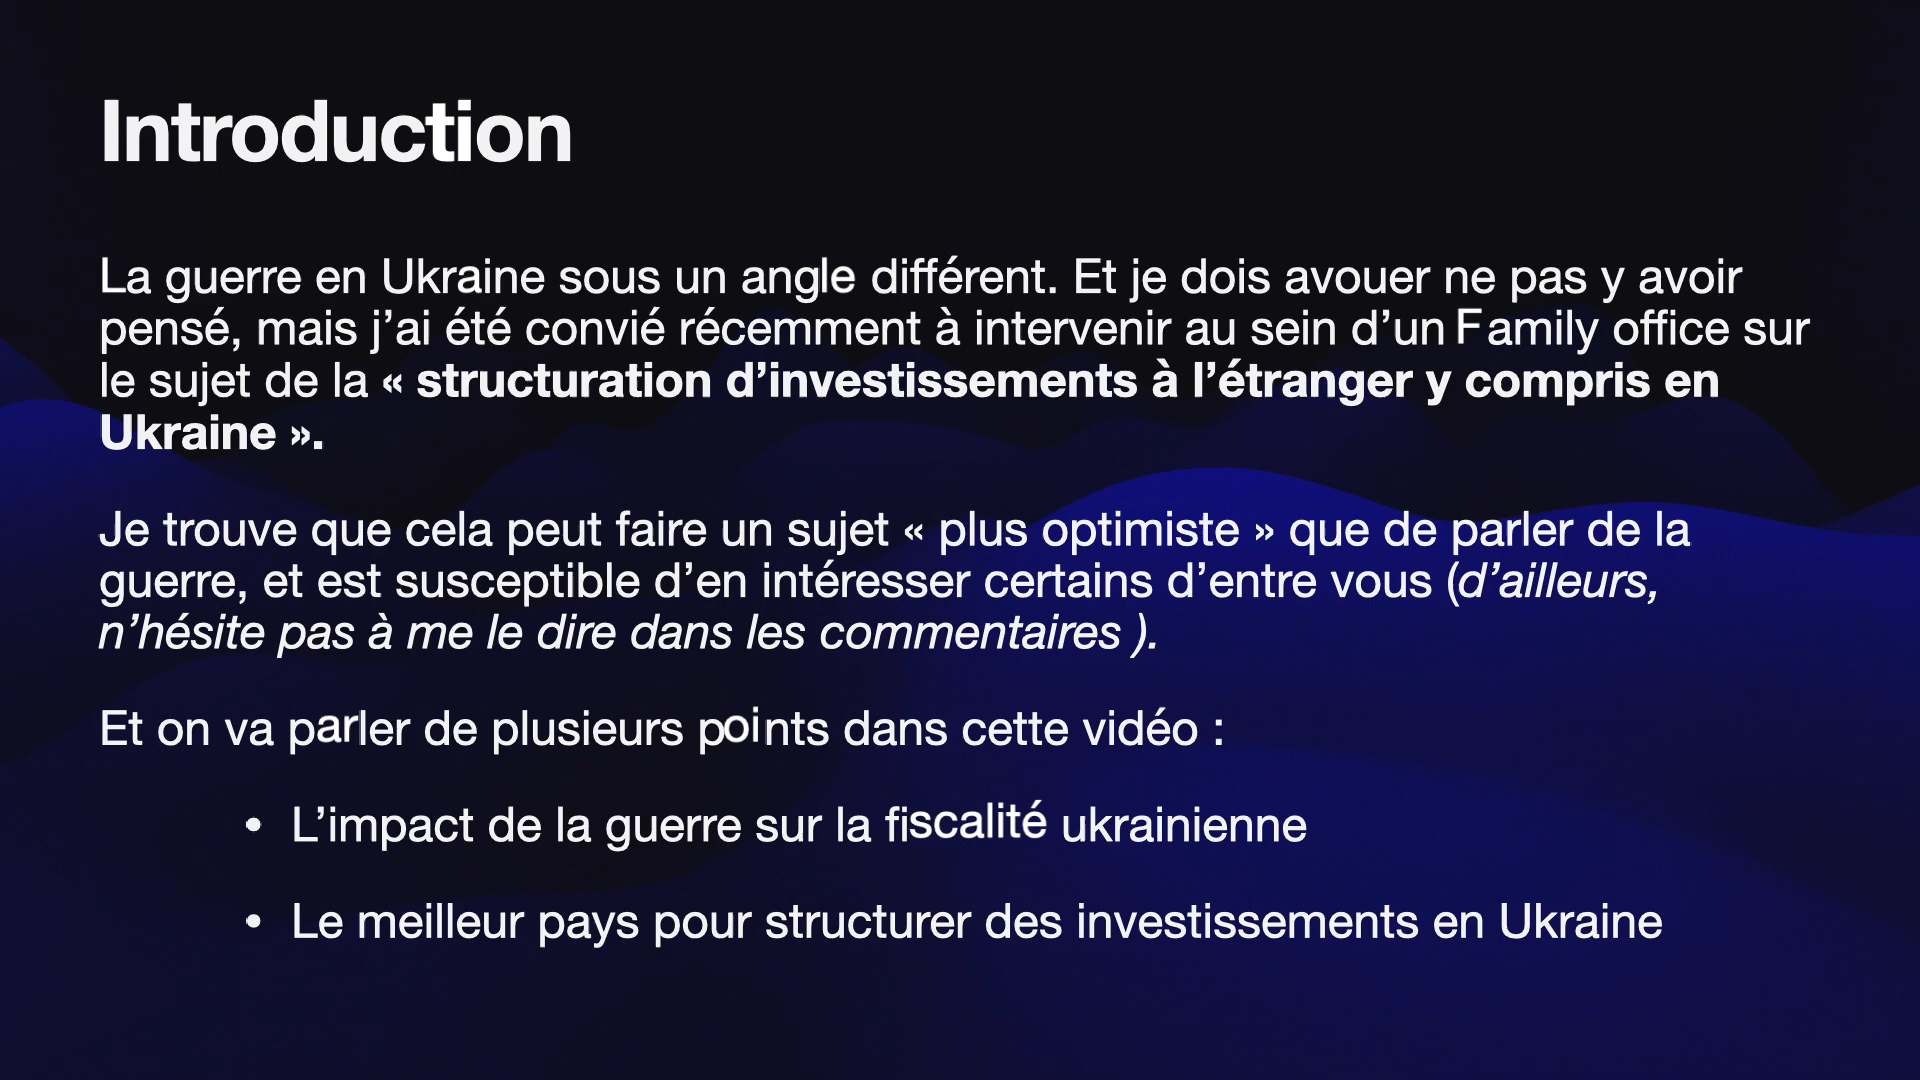 Introduction
La guerre en Ukraine sous un angle différent. Et je dois avouer ne pas y avoir
pensé, mais j’ai été convié récemment à intervenir au sein d’un Family office sur
le sujet de la « structuration d’investissements à l’étranger y compris en
Ukraine ».
Je trouve que cela peut faire un sujet « plus optimiste » que de parler de la
guerre, et est susceptible d’en intéresser certains d’entre vous (d’ailleurs,
n’hésite pas à me le dire dans les commentaires ).
Et on va parler de plusieurs points dans cette vidéo :
• L’impact de la guerre sur la fiscalité ukrainienne
• Le meilleur pays pour structurer des investissements en Ukraine